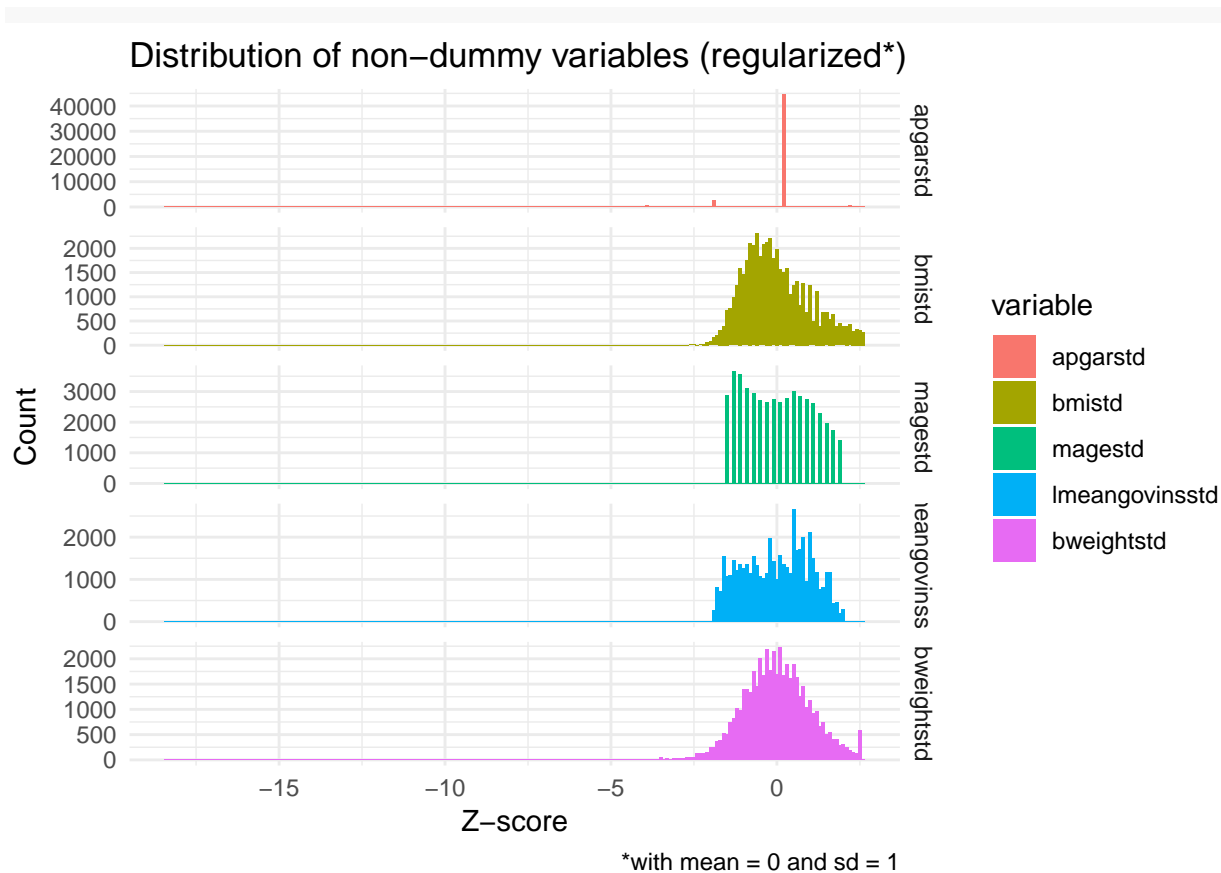 Distribution of non−dummy variables (regularized*)
40000
30000
20000
10000
0
apgarstd
2000
1500
1000
500
0
bmistd
3000
2000
1000
0
magestd
2000
1000
0
neangovinss
2000
1500
1000
500
0
bweightstd
−15 −10 −5 0
Z−score
Count
*with mean = 0 and sd = 1
variable
apgarstd
bmistd
magestd
lmeangovinsstd
bweightstd